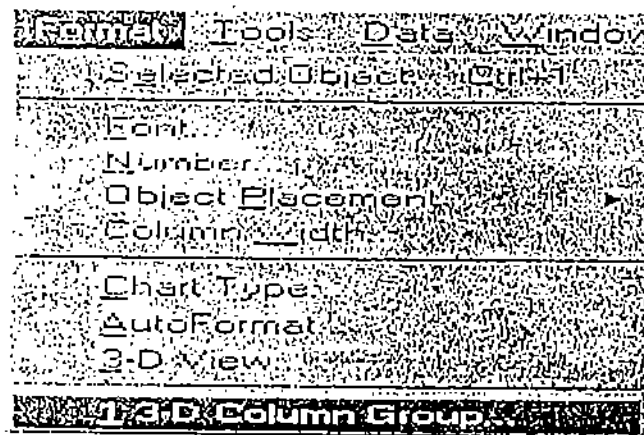 Format Tools Data Window
Selected Object Ctrl+1
Font...
Number...
Object Placement
Column Width...
Chart Type...
AutoFormat...
3-D View...
1 3-D Column Group...